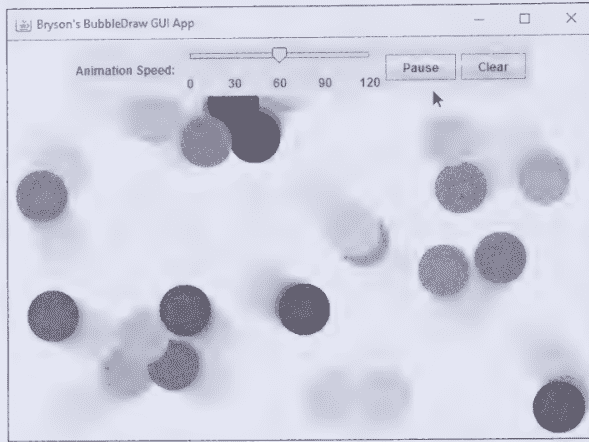 Bryson's BubbleDraw GUI App
Animation Speed:
0 30 60 90 120
Pause
Clear